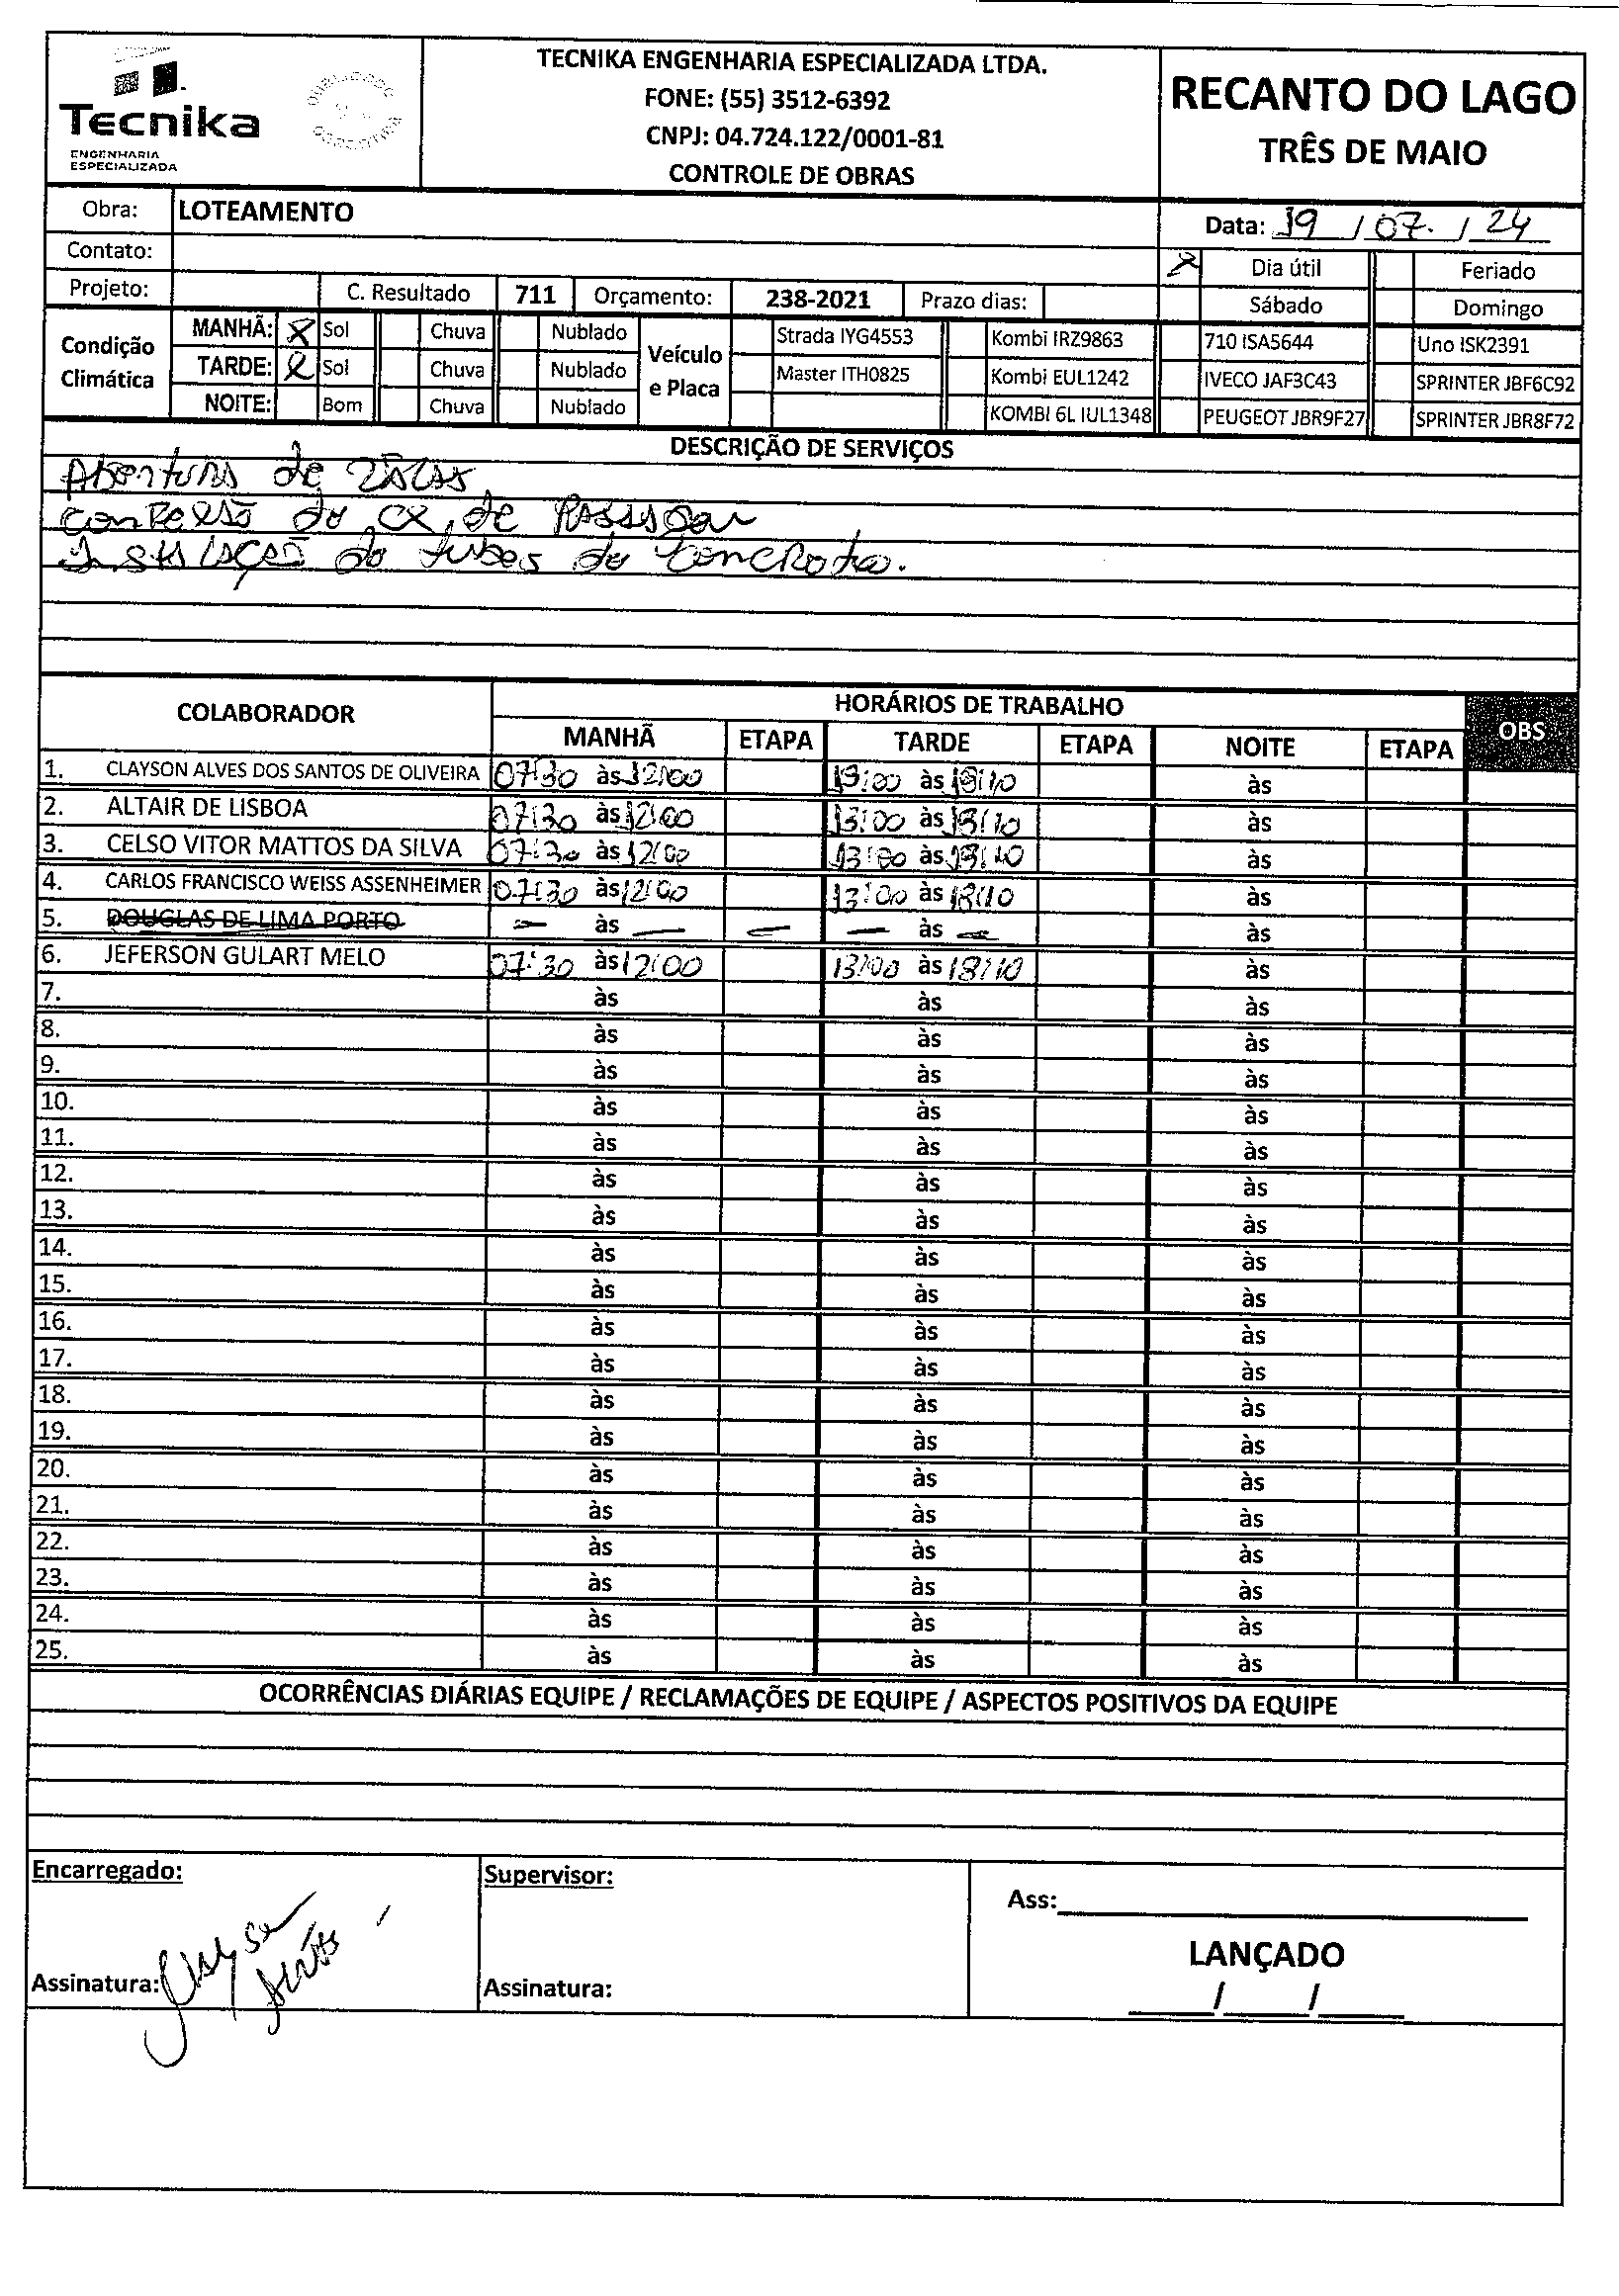 Tecnika
ENGENHARIA
ESPECIALIZADA
TECNIKA ENGENHARIA ESPECIALIZADA LTDA.
FONE: (55) 3512-6392
CNPJ: 04.724.122/0001-81
CONTROLE DE OBRAS
RECANTO DO LAGO
TRÊS DE MAIO
Obra: LOTEAMENTO
Data: 19 / 07. / 24
Contato:
X Dia útil Feriado
Projeto: C. Resultado 711 Orçamento: 238-2021 Prazo dias:
Sábado Domingo
Condição Climática
MANHÃ: X Sol Chuva Nublado
TARDE: X Sol Chuva Nublado
NOITE: Bom Chuva Nublado
Veículo e Placa
Strada IYG4553 Kombi IRZ9863 710 ISA5644 Uno ISK2391
Master ITH0825 Kombi EUL1242 IVECO JAF3C43 SPRINTER JBF6C92
KOMBI 6L IUL1348 PEUGEOT JBR9F27 SPRINTER JBR8F72
DESCRIÇÃO DE SERVIÇOS
Abertura de valas
do cx de
Instalação de tubos de concreto.
COLABORADOR HORÁRIOS DE TRABALHO OBS
MANHÃ ETAPA TARDE ETAPA NOITE ETAPA
1. CLAYSON ALVES DOS SANTOS DE OLIVEIRA 07:30 às 12:00 13:00 às 18:10 às
2. ALTAIR DE LISBOA 07:30 às 12:00 13:00 às 18:10 às
3. CELSO VITOR MATTOS DA SILVA 07:30 às 12:00 13:00 às 18:10 às
4. CARLOS FRANCISCO WEISS ASSENHEIMER 07:30 às 12:00 13:00 às 18:10 às
5. DOUGLAS DE LIMA PORTO — às — — — às — às
6. JEFERSON GULART MELO 07:30 às 12:00 13:00 às 18:10 às
7. às às às
8. às às às
9. às às às
10. às às às
11. às às às
12. às às às
13. às às às
14. às às às
15. às às às
16. às às às
17. às às às
18. às às às
19. às às às
20. às às às
21. às às às
22. às às às
23. às às às
24. às às às
25. às às às
OCORRÊNCIAS DIÁRIAS EQUIPE / RECLAMAÇÕES DE EQUIPE / ASPECTOS POSITIVOS DA EQUIPE
Encarregado:
Assinatura: Clayson Alves
Supervisor:
Assinatura:
Ass:
LANÇADO
/ /